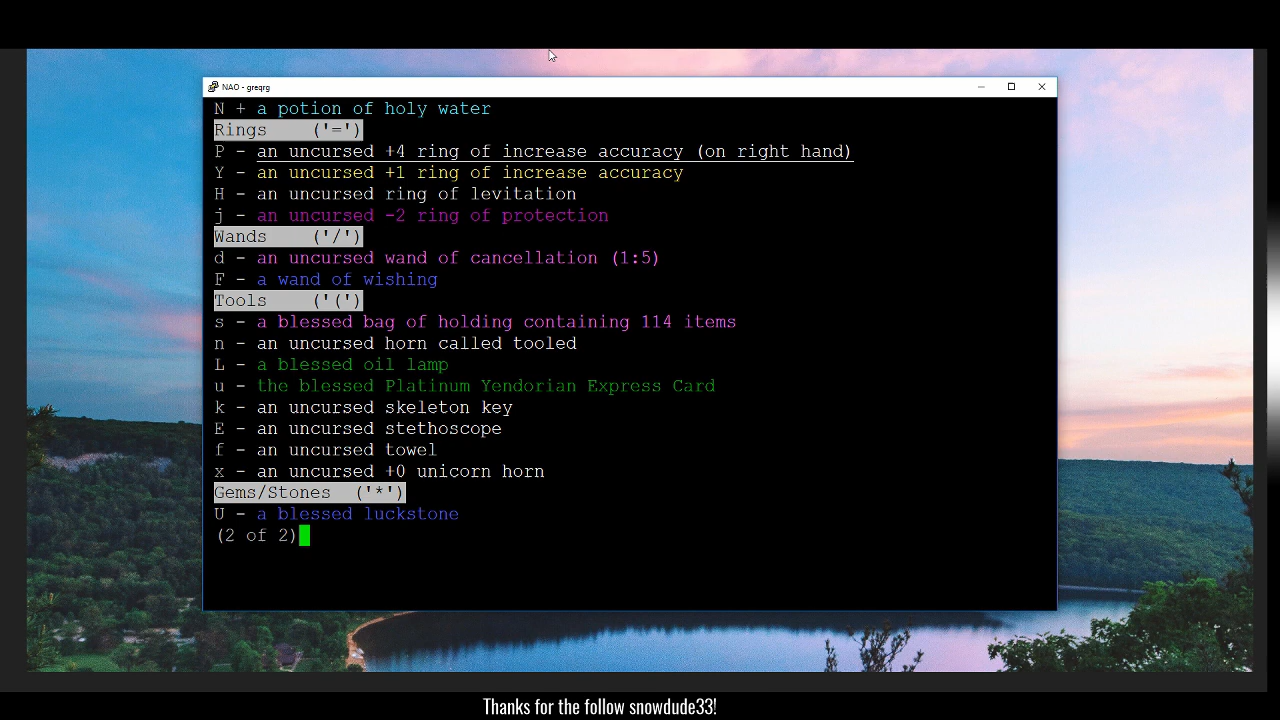 NAO - greqrg
N + a potion of holy water
Rings ('=')
P - an uncursed +4 ring of increase accuracy (on right hand)
Y - an uncursed +1 ring of increase accuracy
H - an uncursed ring of levitation
j - an uncursed -2 ring of protection
Wands ('/')
d - an uncursed wand of cancellation (1:5)
F - a wand of wishing
Tools ('(')
s - a blessed bag of holding containing 114 items
n - an uncursed horn called tooled
L - a blessed oil lamp
u - the blessed Platinum Yendorian Express Card
k - an uncursed skeleton key
E - an uncursed stethoscope
f - an uncursed towel
x - an uncursed +0 unicorn horn
Gems/Stones ('*')
U - a blessed luckstone
(2 of 2)
Thanks for the follow snowdude33!